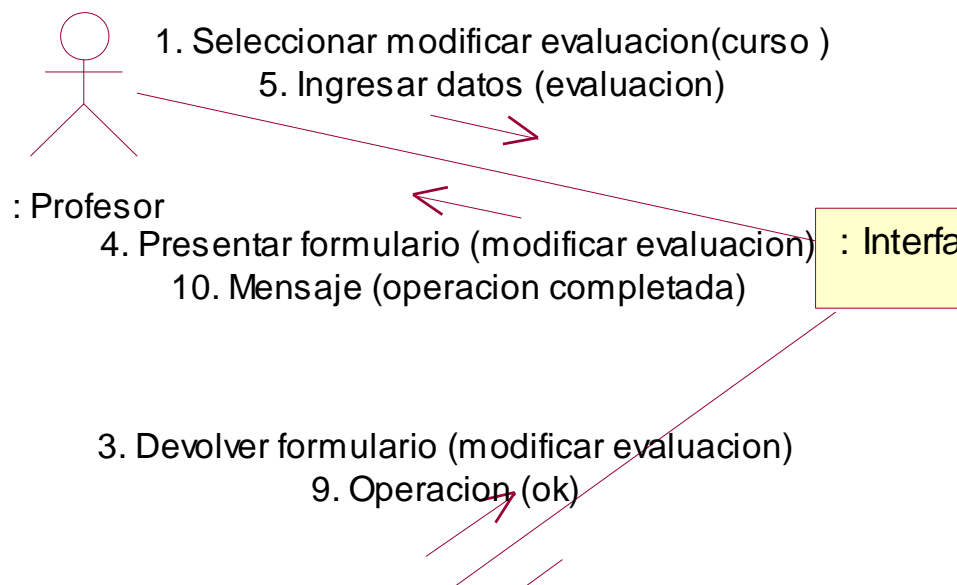 1. Seleccionar modificar evaluacion(curso )
5. Ingresar datos (evaluacion)
: Profesor
4. Presentar formulario (modificar evaluacion)
: Interfa
10. Mensaje (operacion completada)
3. Devolver formulario (modificar evaluacion)
9. Operacion (ok)